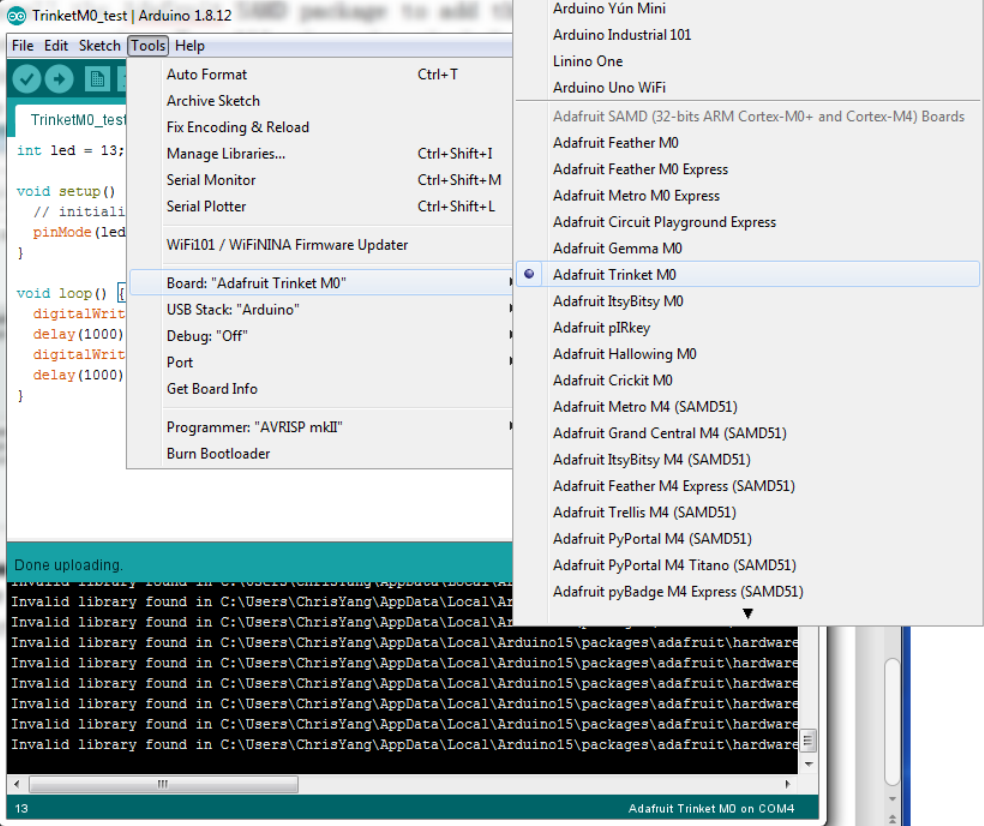 TrinketM0_test | Arduino 1.8.12
File Edit Sketch Tools Help
TrinketM0_test
int led = 13;
void setup()
// initiali
pinMode(led
}
void loop() {
digitalWrit
delay(1000)
digitalWrit
delay(1000)
}
Auto Format Ctrl+T
Archive Sketch
Fix Encoding & Reload
Manage Libraries... Ctrl+Shift+I
Serial Monitor Ctrl+Shift+M
Serial Plotter Ctrl+Shift+L
WiFi101 / WiFiNINA Firmware Updater
Board: "Adafruit Trinket M0"
USB Stack: "Arduino"
Debug: "Off"
Port
Get Board Info
Programmer: "AVRISP mkII"
Burn Bootloader
Arduino Yún Mini
Arduino Industrial 101
Linino One
Arduino Uno WiFi
Adafruit SAMD (32-bits ARM Cortex-M0+ and Cortex-M4) Boards
Adafruit Feather M0
Adafruit Feather M0 Express
Adafruit Metro M0 Express
Adafruit Circuit Playground Express
Adafruit Gemma M0
Adafruit Trinket M0
Adafruit ItsyBitsy M0
Adafruit pIRkey
Adafruit Hallowing M0
Adafruit Crickit M0
Adafruit Metro M4 (SAMD51)
Adafruit Grand Central M4 (SAMD51)
Adafruit ItsyBitsy M4 (SAMD51)
Adafruit Feather M4 Express (SAMD51)
Adafruit Trellis M4 (SAMD51)
Adafruit PyPortal M4 (SAMD51)
Adafruit PyPortal M4 Titano (SAMD51)
Adafruit pyBadge M4 Express (SAMD51)
Done uploading.
Invalid library found in C:\Users\ChrisYang\AppData\Local\A
Invalid library found in C:\Users\ChrisYang\AppData\Local\Ar
Invalid library found in C:\Users\ChrisYang\AppData\Local\Ar
Invalid library found in C:\Users\ChrisYang\AppData\Local\Arduino15\packages\adafruit\hardware
Invalid library found in C:\Users\ChrisYang\AppData\Local\Arduino15\packages\adafruit\hardware
Invalid library found in C:\Users\ChrisYang\AppData\Local\Arduino15\packages\adafruit\hardware
Invalid library found in C:\Users\ChrisYang\AppData\Local\Arduino15\packages\adafruit\hardware
Invalid library found in C:\Users\ChrisYang\AppData\Local\Arduino15\packages\adafruit\hardware
Invalid library found in C:\Users\ChrisYang\AppData\Local\Arduino15\packages\adafruit\hardware
13 Adafruit Trinket M0 on COM4